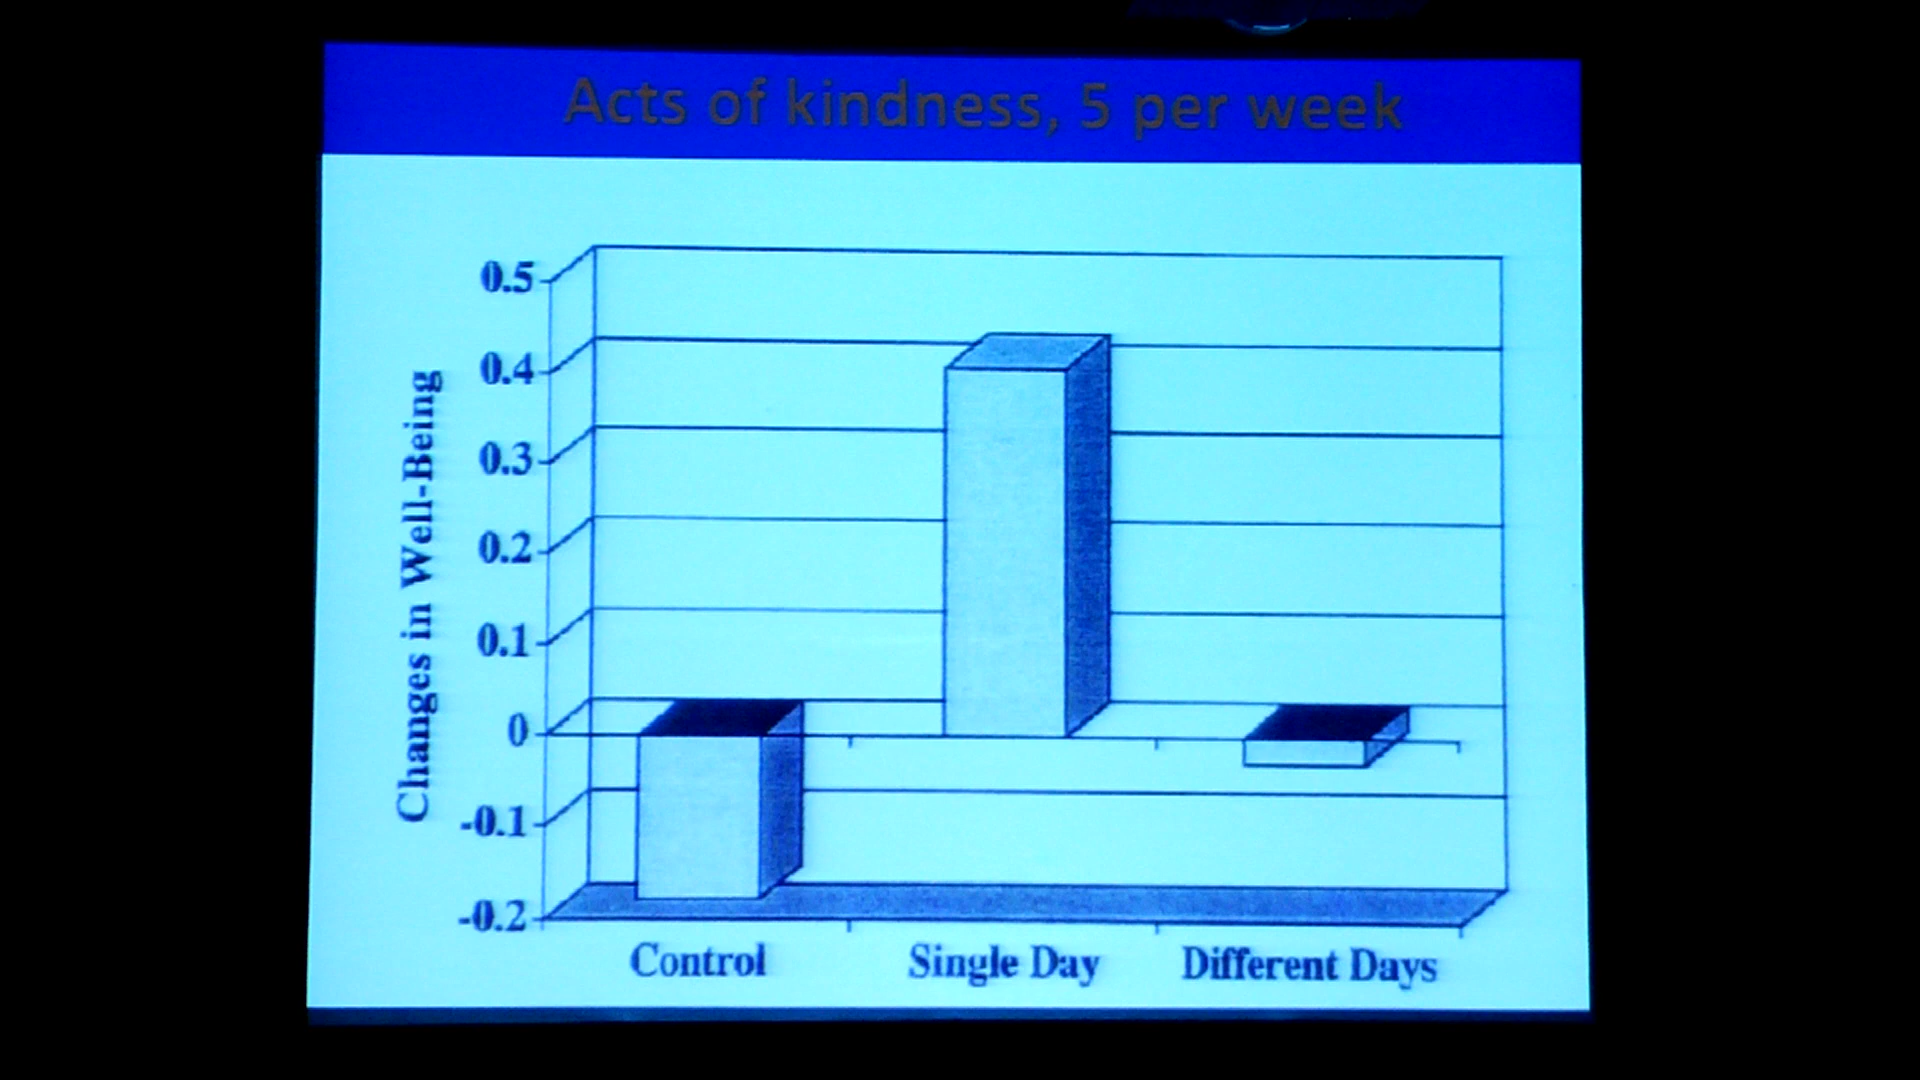 Acts of kindness, 5 per week
Changes in Well-Being
0.5
0.4
0.3
0.2
0.1
0
-0.1
-0.2
Control
Single Day
Different Days